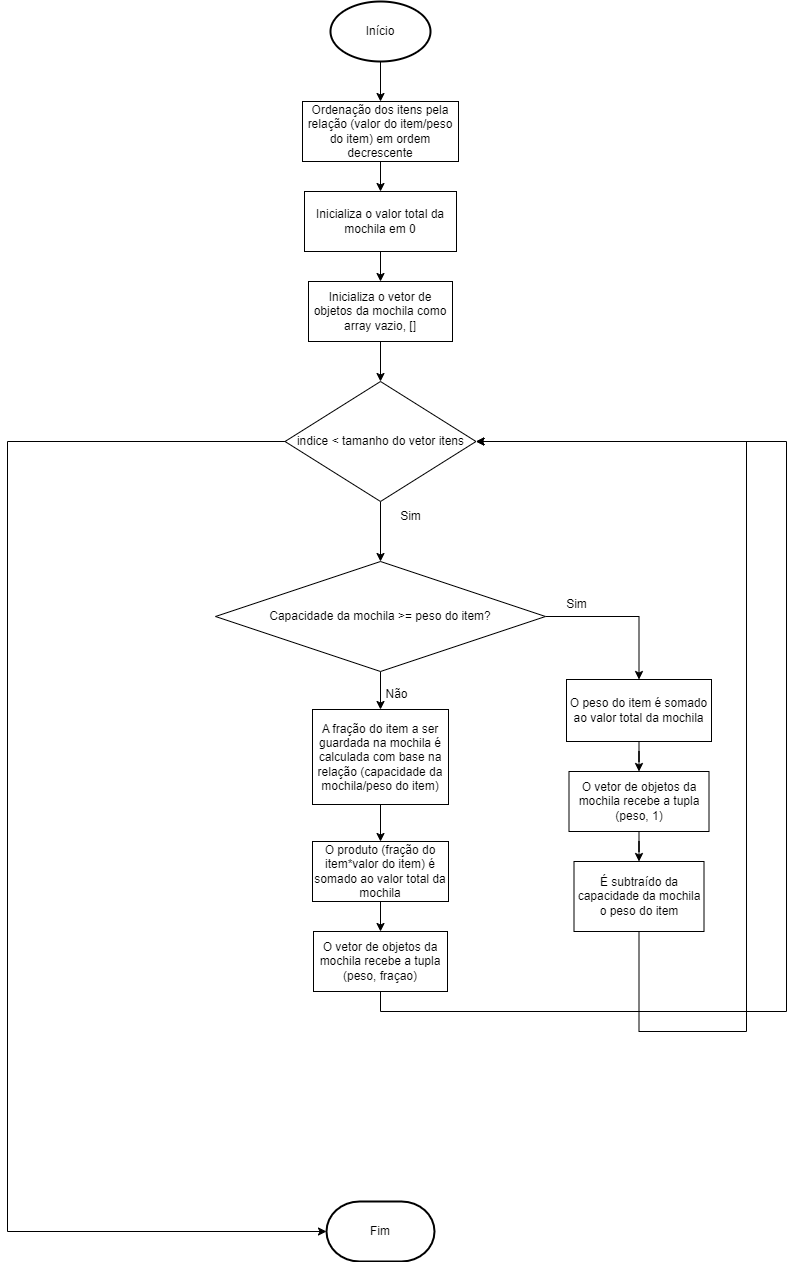 Início
Ordenação dos itens pela
relação (valor do item/peso
do item) em ordem
decrescente
Inicializa o valor total da
mochila em 0
Inicializa o vetor de
objetos da mochila como
array vazio, []
indice < tamanho do vetor itens
Sim
Capacidade da mochila >= peso do item?
Sim
Não
A fração do item a ser
guardada na mochila é
calculada com base na
relação (capacidade da
mochila/peso do item)
O produto (fração do
item*valor do item) é
somado ao valor total da
mochila
O vetor de objetos da
mochila recebe a tupla
(peso, fraçao)
O peso do item é somado
ao valor total da mochila
O vetor de objetos da
mochila recebe a tupla
(peso, 1)
É subtraído da
capacidade da mochila
o peso do item
Fim